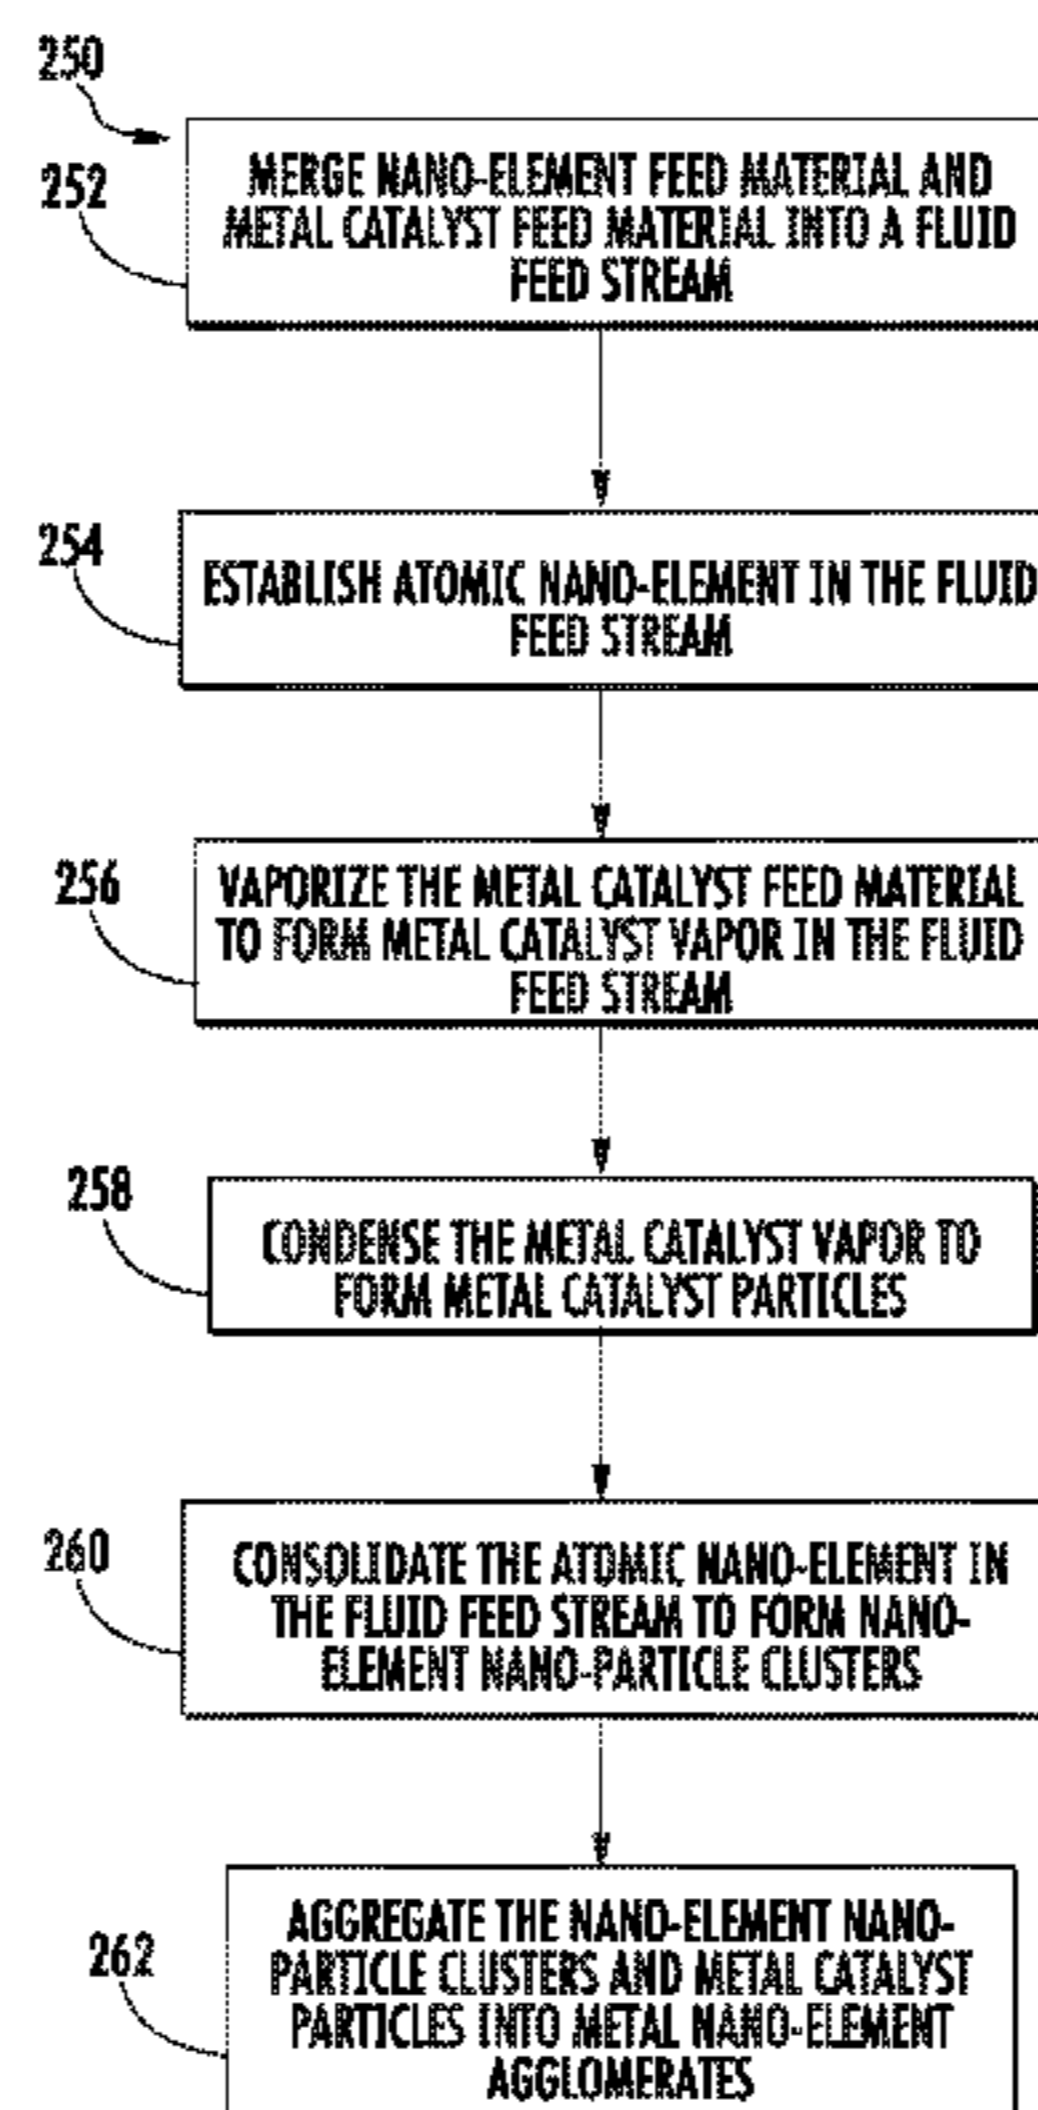 250
252
MERGE NANO-ELEMENT FEED MATERIAL AND
METAL CATALYST FEED MATERIAL INTO A FLUID
FEED STREAM
254
ESTABLISH ATOMIC NANO-ELEMENT IN THE FLUID
FEED STREAM
256
VAPORIZE THE METAL CATALYST FEED MATERIAL
TO FORM METAL CATALYST VAPOR IN THE FLUID
FEED STREAM
258
CONDENSE THE METAL CATALYST VAPOR TO
FORM METAL CATALYST PARTICLES
260
CONSOLIDATE THE ATOMIC NANO-ELEMENT IN
THE FLUID FEED STREAM TO FORM NANO-
ELEMENT NANO-PARTICLE CLUSTERS
262
AGGREGATE THE NANO-ELEMENT NANO-
PARTICLE CLUSTERS AND METAL CATALYST
PARTICLES INTO METAL NANO-ELEMENT
AGGLOMERATES